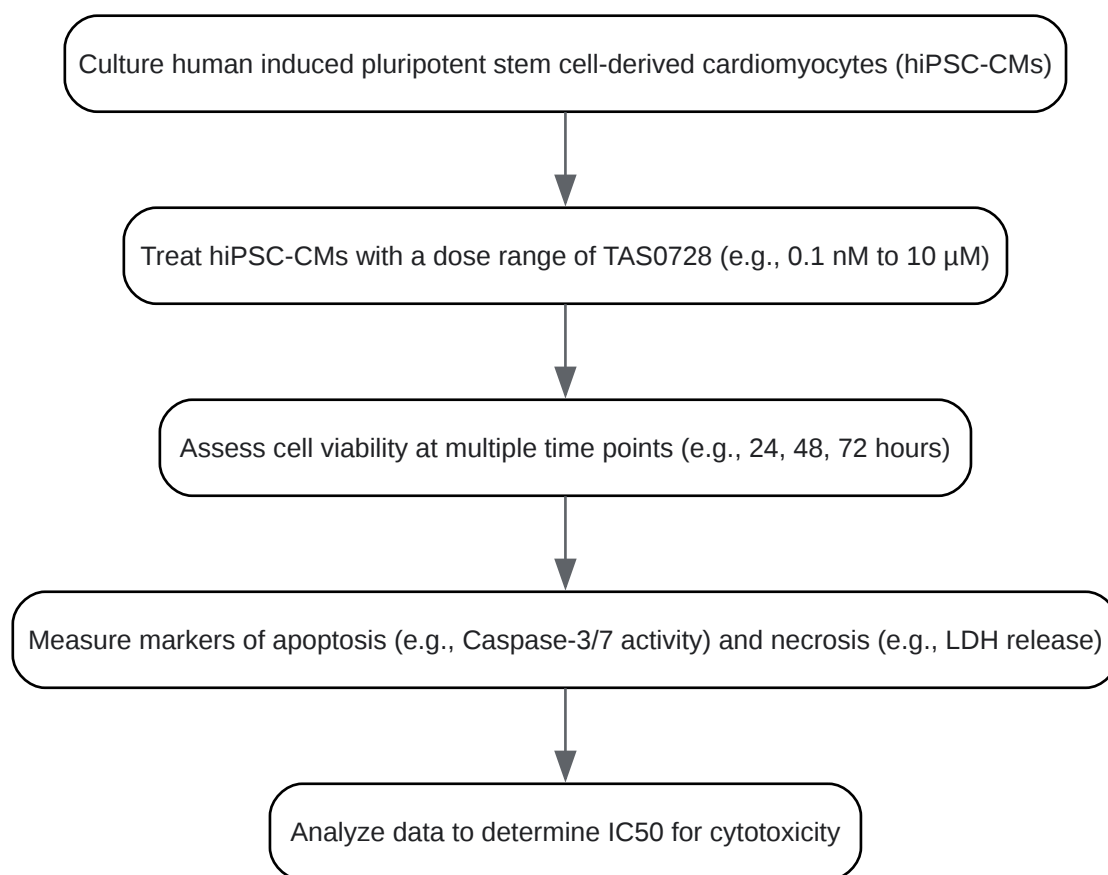 Culture human induced pluripotent stem cell-derived cardiomyocytes (hiPSC-CMs)
Treat hiPSC-CMs with a dose range of TAS0728 (e.g., 0.1 nM to 10 µM)
Assess cell viability at multiple time points (e.g., 24, 48, 72 hours)
Measure markers of apoptosis (e.g., Caspase-3/7 activity) and necrosis (e.g., LDH release)
Analyze data to determine IC50 for cytotoxicity